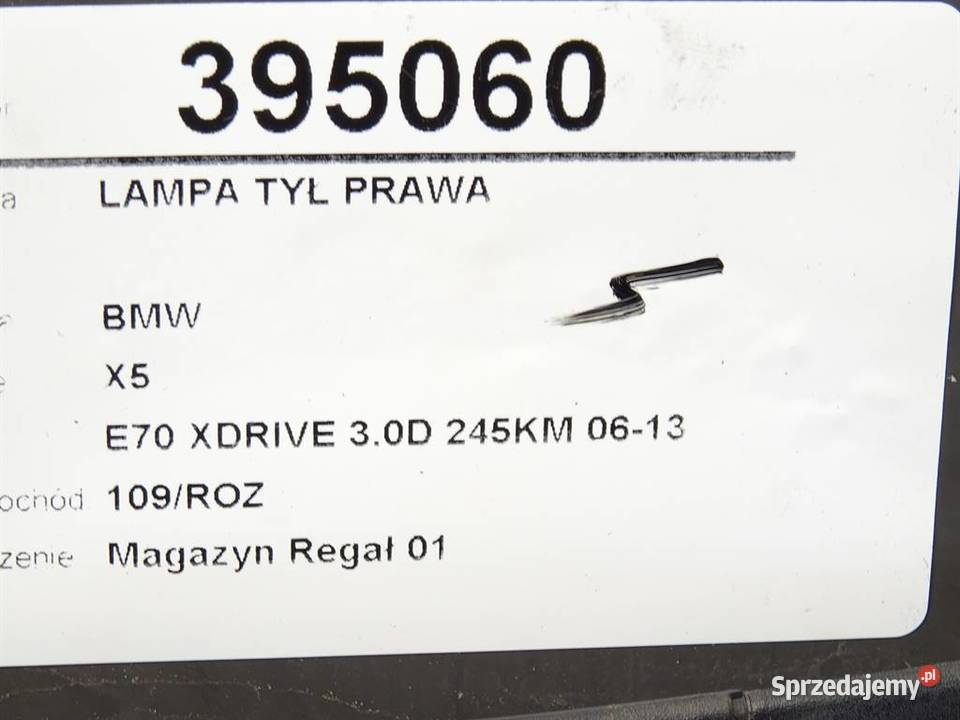 395060
LAMPA TYŁ PRAWA
BMW
X5
E70 XDRIVE 3.0D 245KM 06-13
ochód 109/ROZ
zenie Magazyn Regał 01
Sprzedajemy.pl